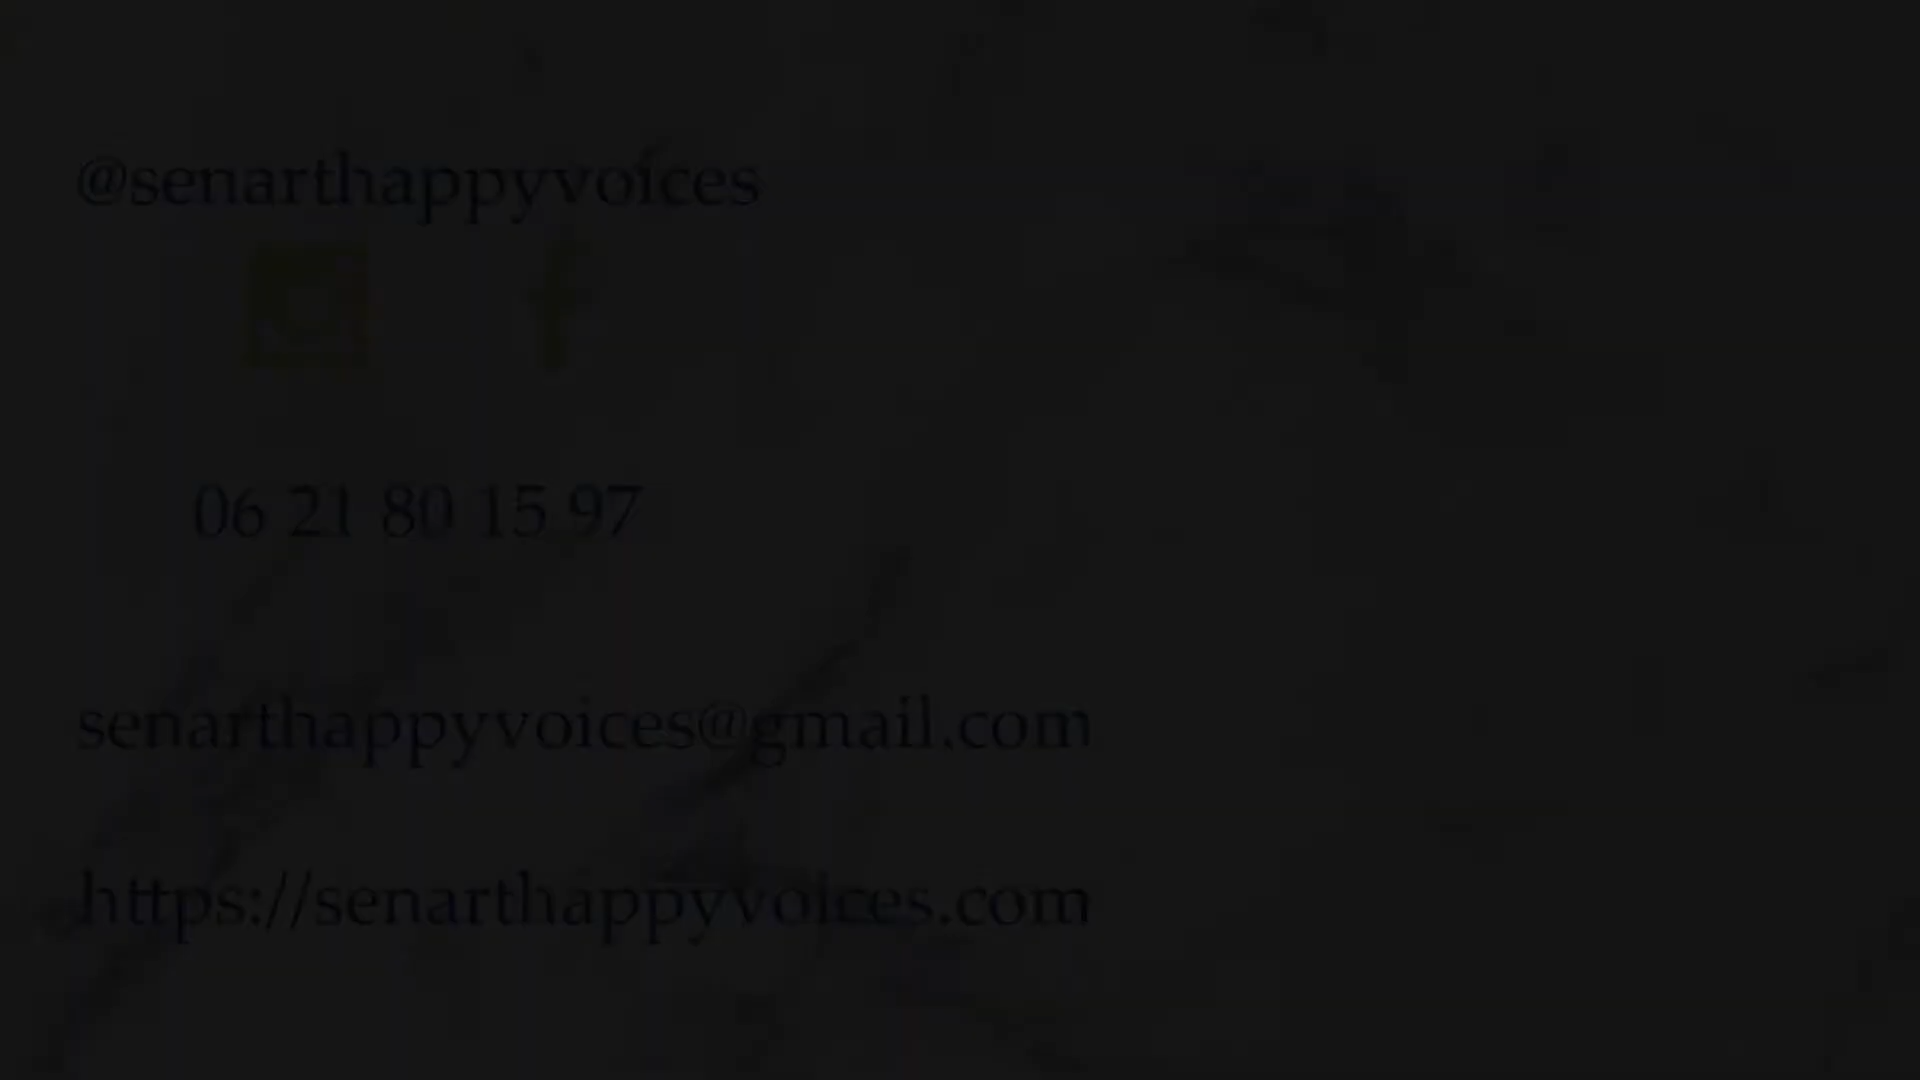 @senarthappyvoices
06 21 80 15 97
senarthappyvoices@gmail.com
https://senarthappyvoices.com